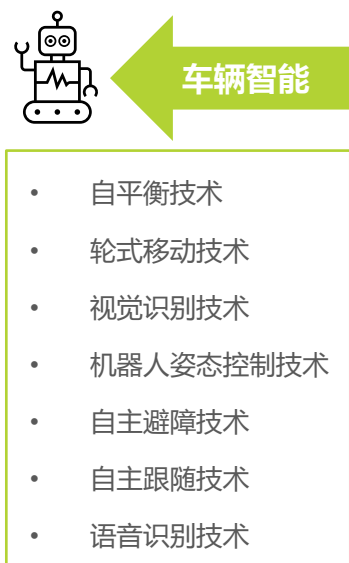 车辆智能
• 自平衡技术
• 轮式移动技术
• 视觉识别技术
• 机器人姿态控制技术
• 自主避障技术
• 自主跟随技术
• 语音识别技术